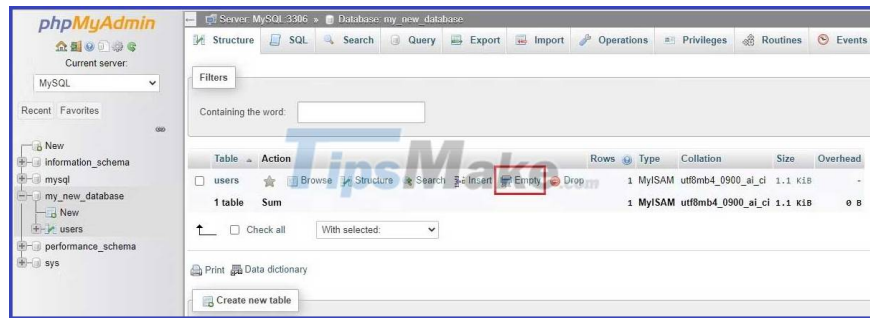 phpMyAdmin
Current server:
MySQL
Recent Favorites
New
information_schema
mysql
my_new_database
New
users
performance_schema
sys
Server: MySQL:3306 » Database: my_new_database
Structure SQL Search Query Export Import Operations Privileges Routines Events
Filters
Containing the word:
Table Action Rows Type Collation Size Overhead
users Browse Structure Search Insert Empty Drop 1 MyISAM utf8mb4_0900_ai_ci 1.1 KiB -
1 table Sum 1 MyISAM utf8mb4_0900_ai_ci 1.1 KiB 0 B
TipsMake.com
Check all With selected:
Print Data dictionary
Create new table